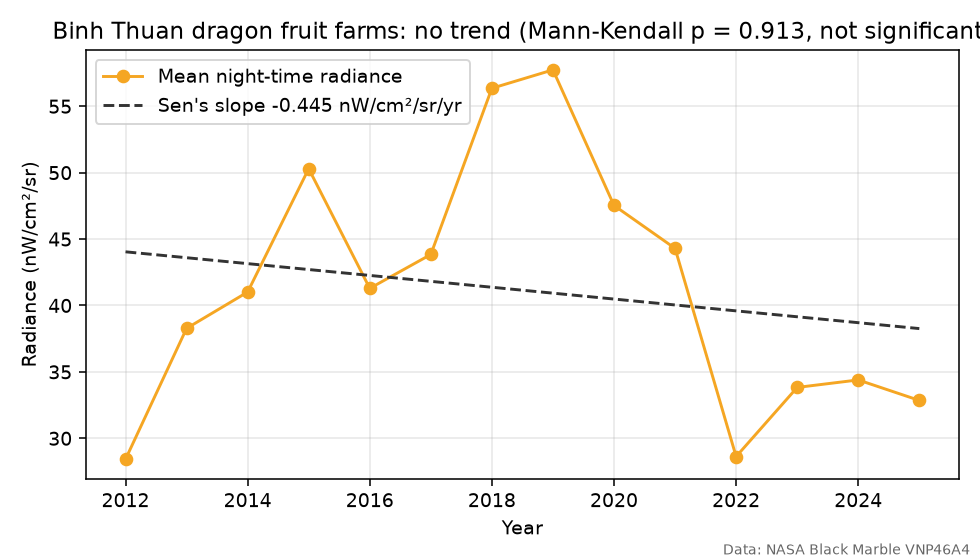 Binh Thuan dragon fruit farms: no trend (Mann-Kendall p = 0.913, not significant
Mean night-time radiance
Sen's slope -0.445 nW/cm²/sr/yr
Radiance (nW/cm²/sr)
55
50
45
40
35
30
2012 2014 2016 2018 2020 2022 2024
Year
Data: NASA Black Marble VNP46A4